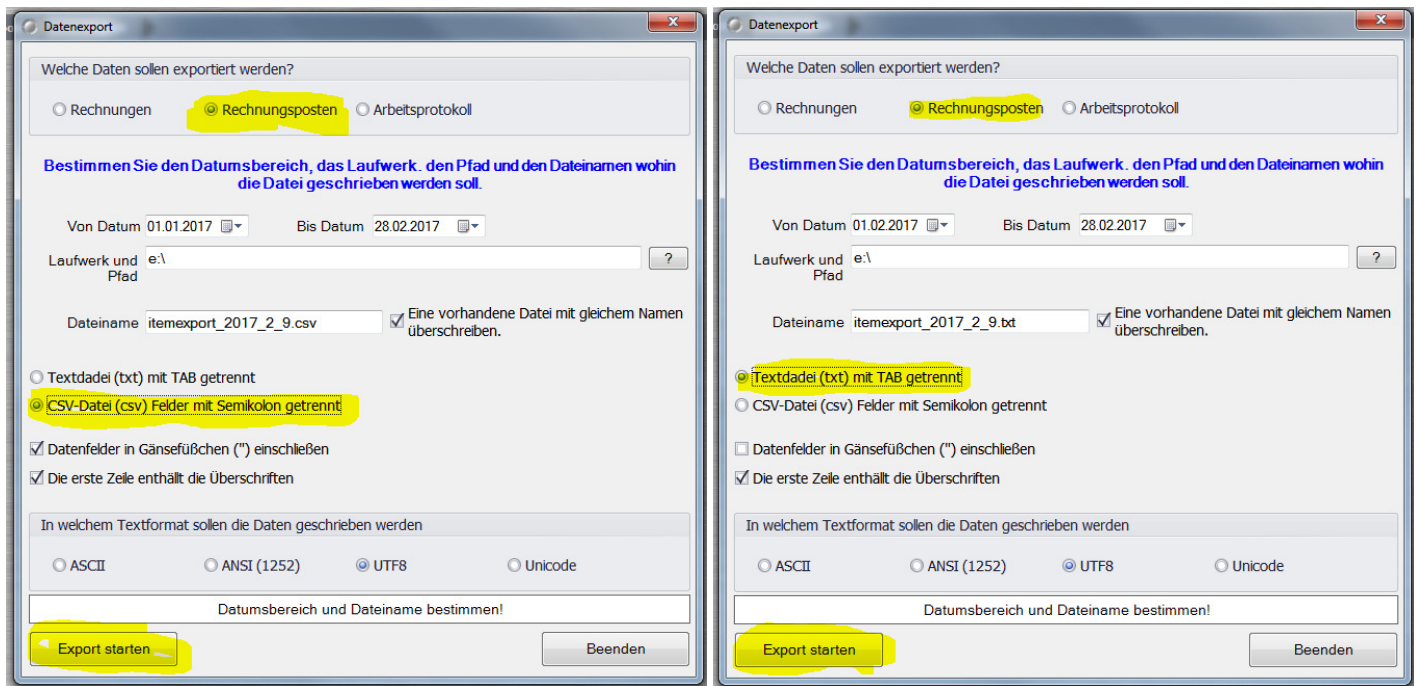 Datenexport
Welche Daten sollen exportiert werden?
Rechnungen Rechnungsposten Arbeitsprotokoll
Bestimmen Sie den Datumsbereich, das Laufwerk. den Pfad und den Dateinamen wohin
die Datei geschrieben werden soll.
Von Datum 01.01.2017 Bis Datum 28.02.2017
Laufwerk und e:\ ?
Pfad
Dateiname itemexport_2017_2_9.csv Eine vorhandene Datei mit gleichem Namen
überschreiben.
Textdadei (txt) mit TAB getrennt
CSV-Datei (csv) Felder mit Semikolon getrennt
Datenfelder in Gänsefüßchen (") einschließen
Die erste Zeile enthällt die Überschriften
In welchem Textformat sollen die Daten geschrieben werden
ASCII ANSI (1252) UTF8 Unicode
Datumsbereich und Dateiname bestimmen!
Export starten Beenden
Datenexport
Welche Daten sollen exportiert werden?
Rechnungen Rechnungsposten Arbeitsprotokoll
Bestimmen Sie den Datumsbereich, das Laufwerk. den Pfad und den Dateinamen wohin
die Datei geschrieben werden soll.
Von Datum 01.02.2017 Bis Datum 28.02.2017
Laufwerk und e:\ ?
Pfad
Dateiname itemexport_2017_2_9.txt Eine vorhandene Datei mit gleichem Namen
überschreiben.
Textdadei (txt) mit TAB getrennt
CSV-Datei (csv) Felder mit Semikolon getrennt
Datenfelder in Gänsefüßchen (") einschließen
Die erste Zeile enthällt die Überschriften
In welchem Textformat sollen die Daten geschrieben werden
ASCII ANSI (1252) UTF8 Unicode
Datumsbereich und Dateiname bestimmen!
Export starten Beenden